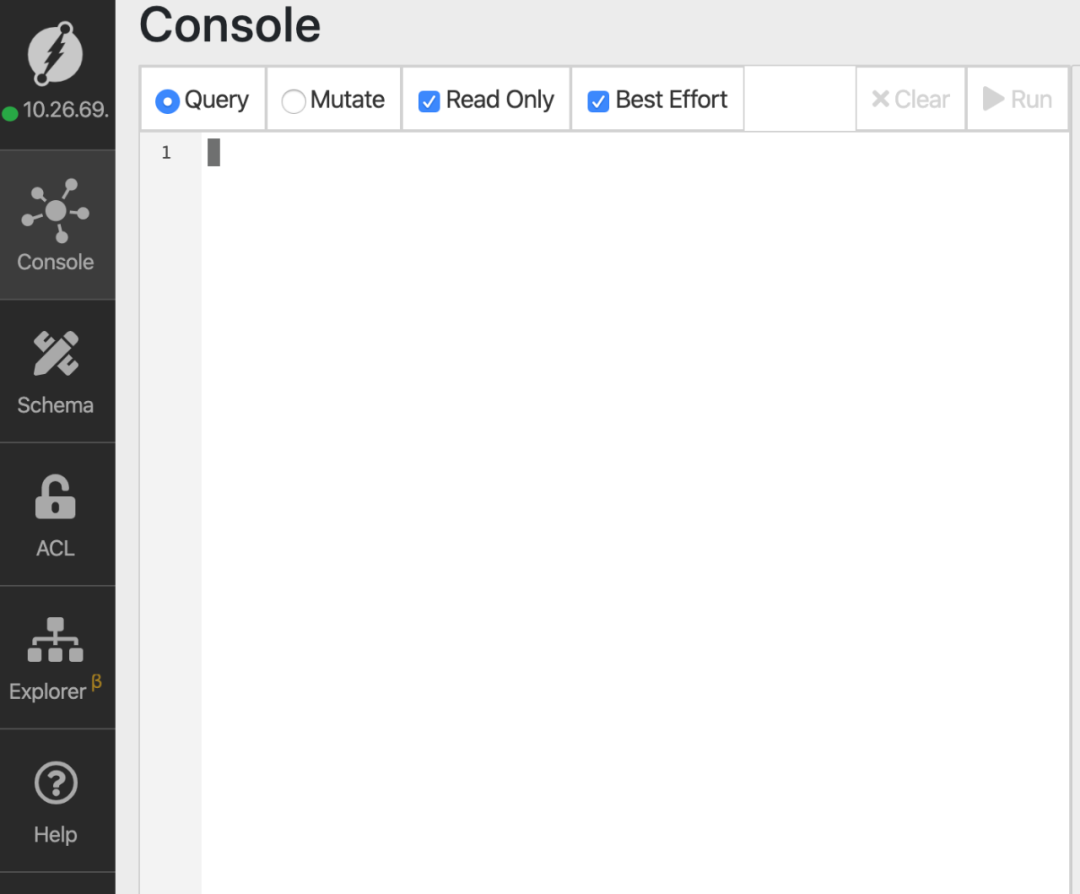 Console
10.26.69.
Query
Mutate
Read Only
Best Effort
Clear
Run
1
Console
Schema
ACL
Explorer β
Help